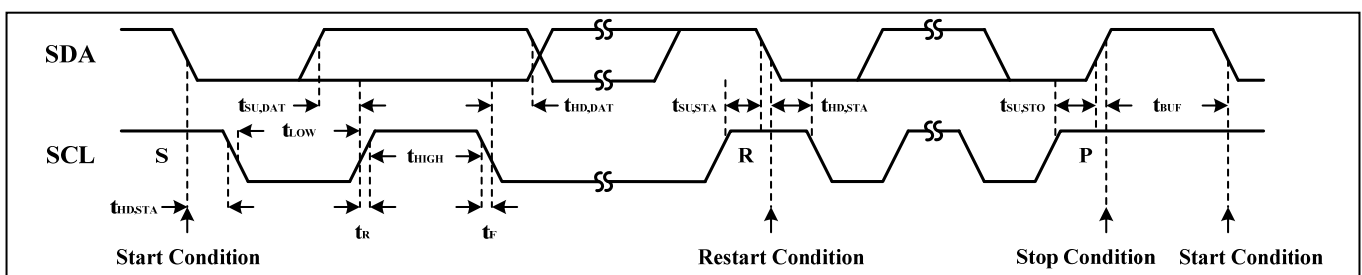 SDA
tSU,DAT
tHD,DAT
tSU,STA
tHD,STA
tSU,STO
tBUF
tLOW
SCL
S
tHIGH
R
P
tHD,STA
tR
tF
Start Condition
Restart Condition
Stop Condition
Start Condition